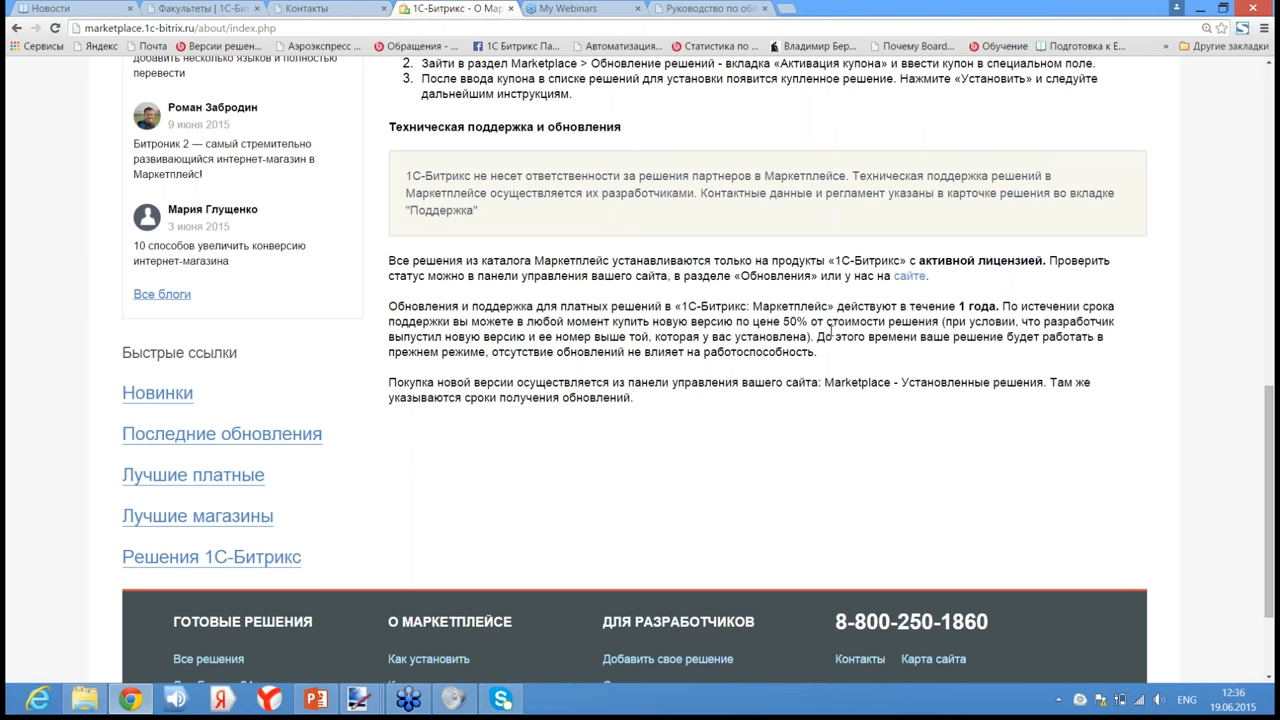 Новости
Факультеты | 1С-Бит
Контакты
1С-Битрикс - О Мар
My Webinars
Руководство по обе
marketplace.1c-bitrix.ru/about/index.php
Сервисы
Яндекс
Почта
Версии решен...
Аэроэкспресс ...
Обращения - ...
1С Битрикс Па...
Автоматизация...
Статистика по ...
Владимир Бер...
Почему Board...
Обучение
Подготовка к Е...
»
Другие закладки
добавить несколько языков и полностью
перевести
Роман Забродин
9 июня 2015
Битроник 2 — самый стремительно
развивающийся интернет-магазин в
Маркетплейс!
Мария Глущенко
3 июня 2015
10 способов увеличить конверсию
интернет-магазина
Все блоги
Быстрые ссылки
Новинки
Последние обновления
Лучшие платные
Лучшие магазины
Решения 1С-Битрикс
2. Зайти в раздел Marketplace > Обновление решений - вкладка «Активация купона» и ввести купон в специальном поле.
3. После ввода купона в списке решений для установки появится купленное решение. Нажмите «Установить» и следуйте
дальнейшим инструкциям.
Техническая поддержка и обновления
1С-Битрикс не несет ответственности за решения партнеров в Маркетплейсе. Техническая поддержка решений в
Маркетплейсе осуществляется их разработчиками. Контактные данные и регламент указаны в карточке решения во вкладке
"Поддержка"
Все решения из каталога Маркетплейс устанавливаются только на продукты «1С-Битрикс» с активной лицензией. Проверить
статус можно в панели управления вашего сайта, в разделе «Обновления» или у нас на сайте.
Обновления и поддержка для платных решений в «1С-Битрикс: Маркетплейс» действуют в течение 1 года. По истечении срока
поддержки вы можете в любой момент купить новую версию по цене 50% от стоимости решения (при условии, что разработчик
выпустил новую версию и ее номер выше той, которая у вас установлена). До этого времени ваше решение будет работать в
прежнем режиме, отсутствие обновлений не влияет на работоспособность.
Покупка новой версии осуществляется из панели управления вашего сайта: Marketplace - Установленные решения. Там же
указываются сроки получения обновлений.
ГОТОВЫЕ РЕШЕНИЯ
О МАРКЕТПЛЕЙСЕ
ДЛЯ РАЗРАБОТЧИКОВ
8-800-250-1860
Все решения
Как установить
Добавить свое решение
Контакты
Карта сайта
ENG
12:36
19.06.2015